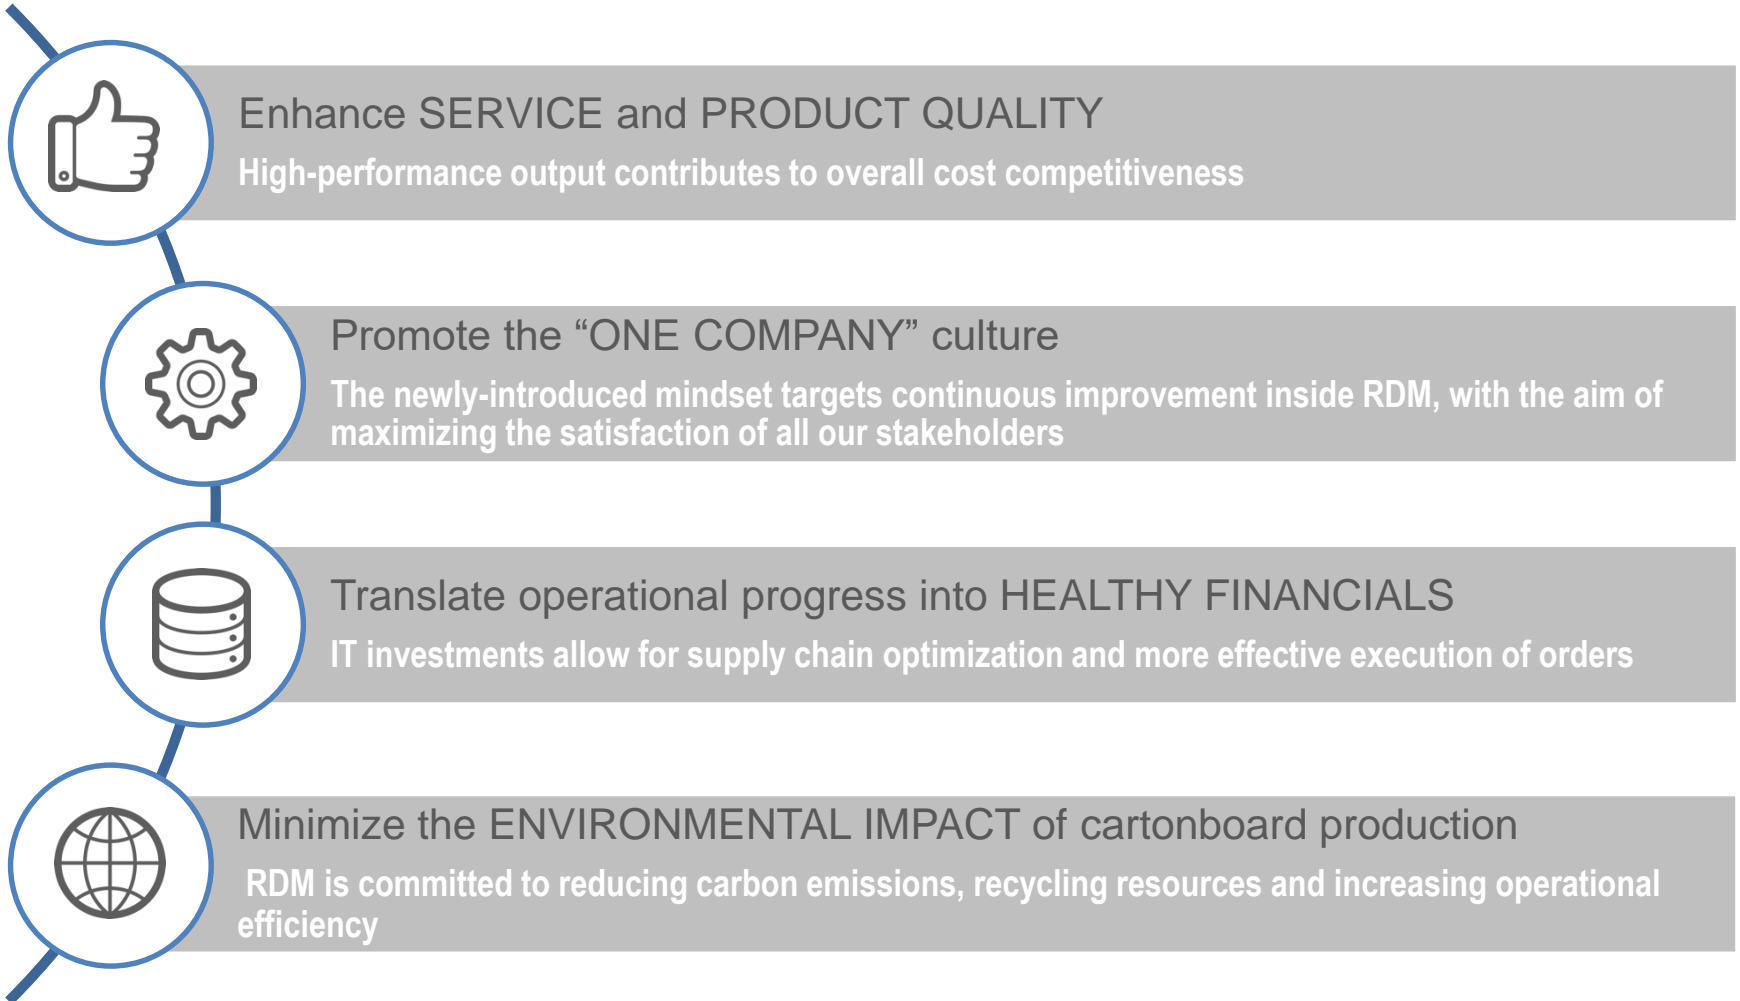 Enhance SERVICE and PRODUCT QUALITY
High-performance output contributes to overall cost competitiveness
Promote the “ONE COMPANY” culture
The newly-introduced mindset targets continuous improvement inside RDM, with the aim of
maximizing the satisfaction of all our stakeholders
Translate operational progress into HEALTHY FINANCIALS
IT investments allow for supply chain optimization and more effective execution of orders
Minimize the ENVIRONMENTAL IMPACT of cartonboard production
RDM is committed to reducing carbon emissions, recycling resources and increasing operational
efficiency